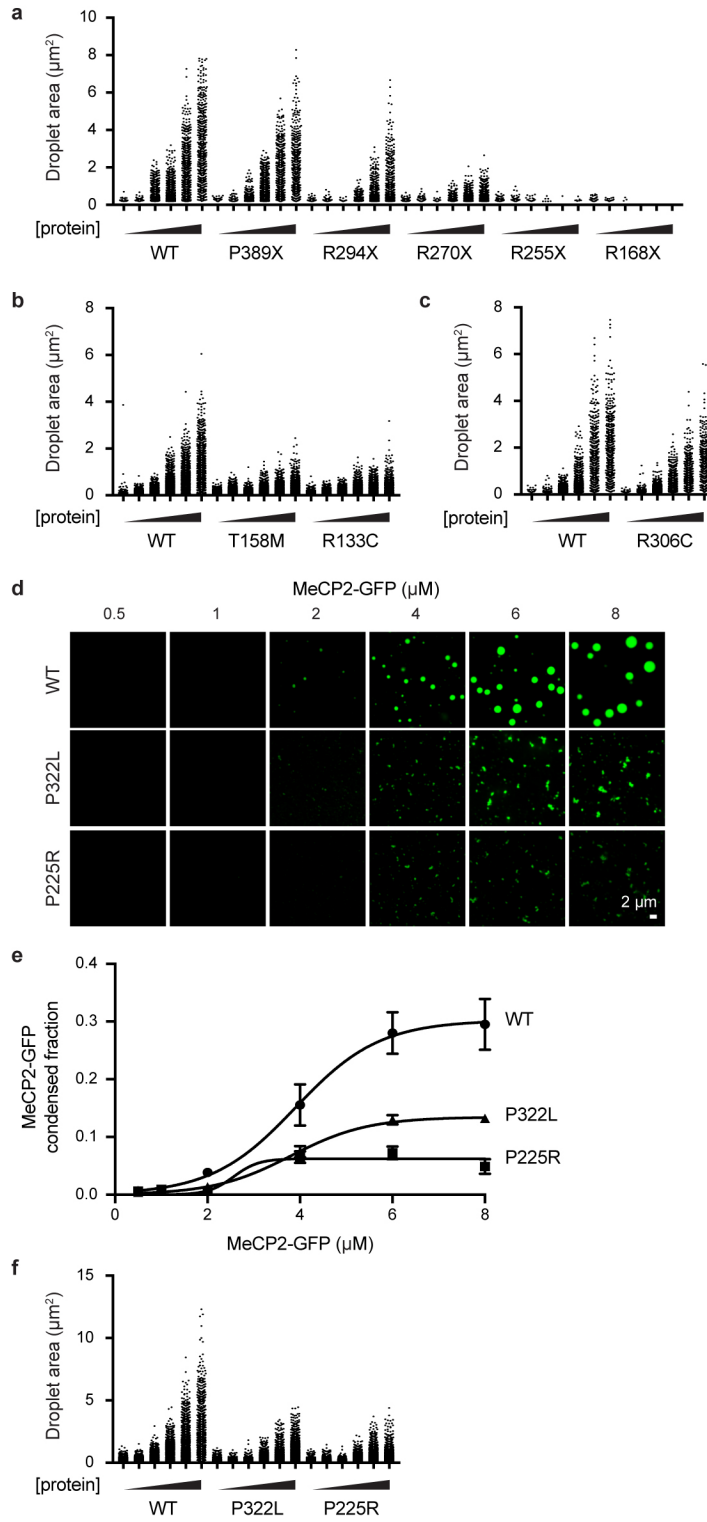 a
Droplet area (µm²)
10
8
6
4
2
0
[protein]
WT P389X R294X R270X R255X R168X
b
Droplet area (µm²)
8
6
4
2
0
[protein]
WT T158M R133C
c
Droplet area (µm²)
8
6
4
2
0
[protein]
WT R306C
d
MeCP2-GFP (µM)
0.5 1 2 4 6 8
WT
P322L
P225R
2 µm
e
MeCP2-GFP
condensed fraction
0.4
0.3
0.2
0.1
0.0
0 2 4 6 8
MeCP2-GFP (µM)
WT
P322L
P225R
f
Droplet area (µm²)
15
10
5
0
[protein]
WT P322L P225R